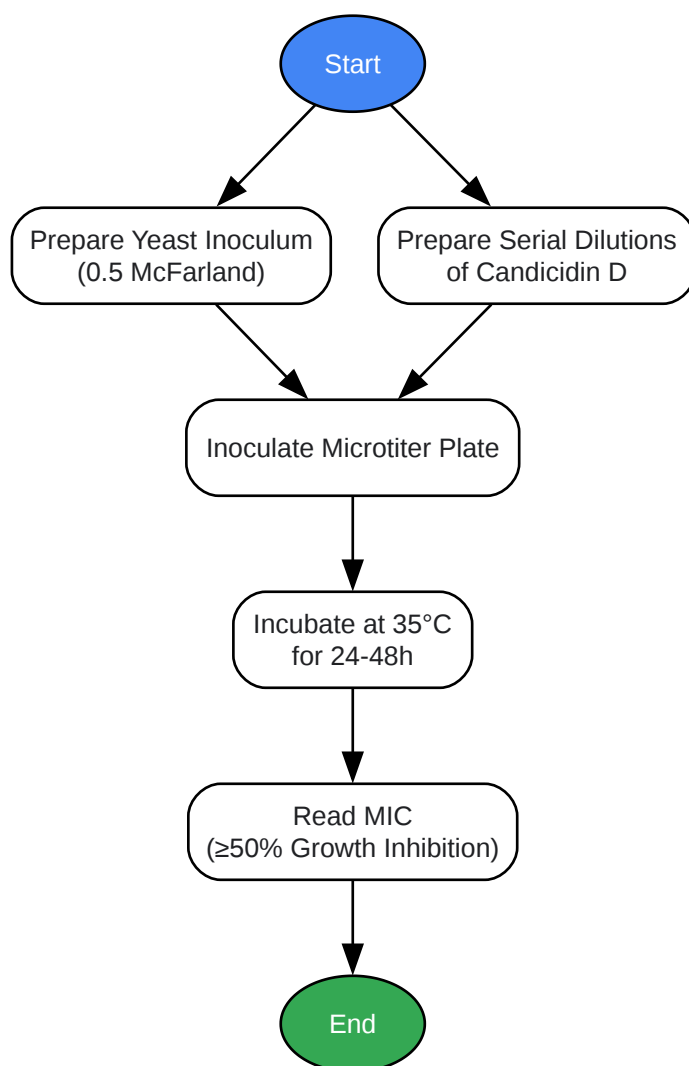 Start
Prepare Yeast Inoculum
(0.5 McFarland)
Prepare Serial Dilutions
of Candicidin D
Inoculate Microtiter Plate
Incubate at 35°C
for 24-48h
Read MIC
(≥50% Growth Inhibition)
End